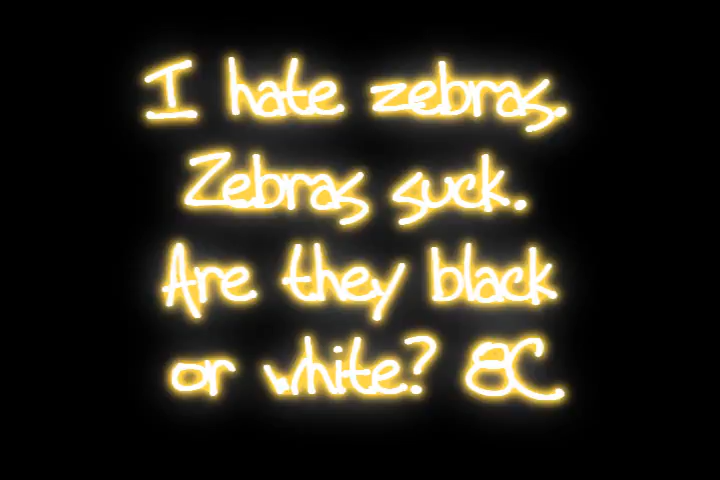 I hate zebras.
Zebras suck.
Are they black
or white? 8C